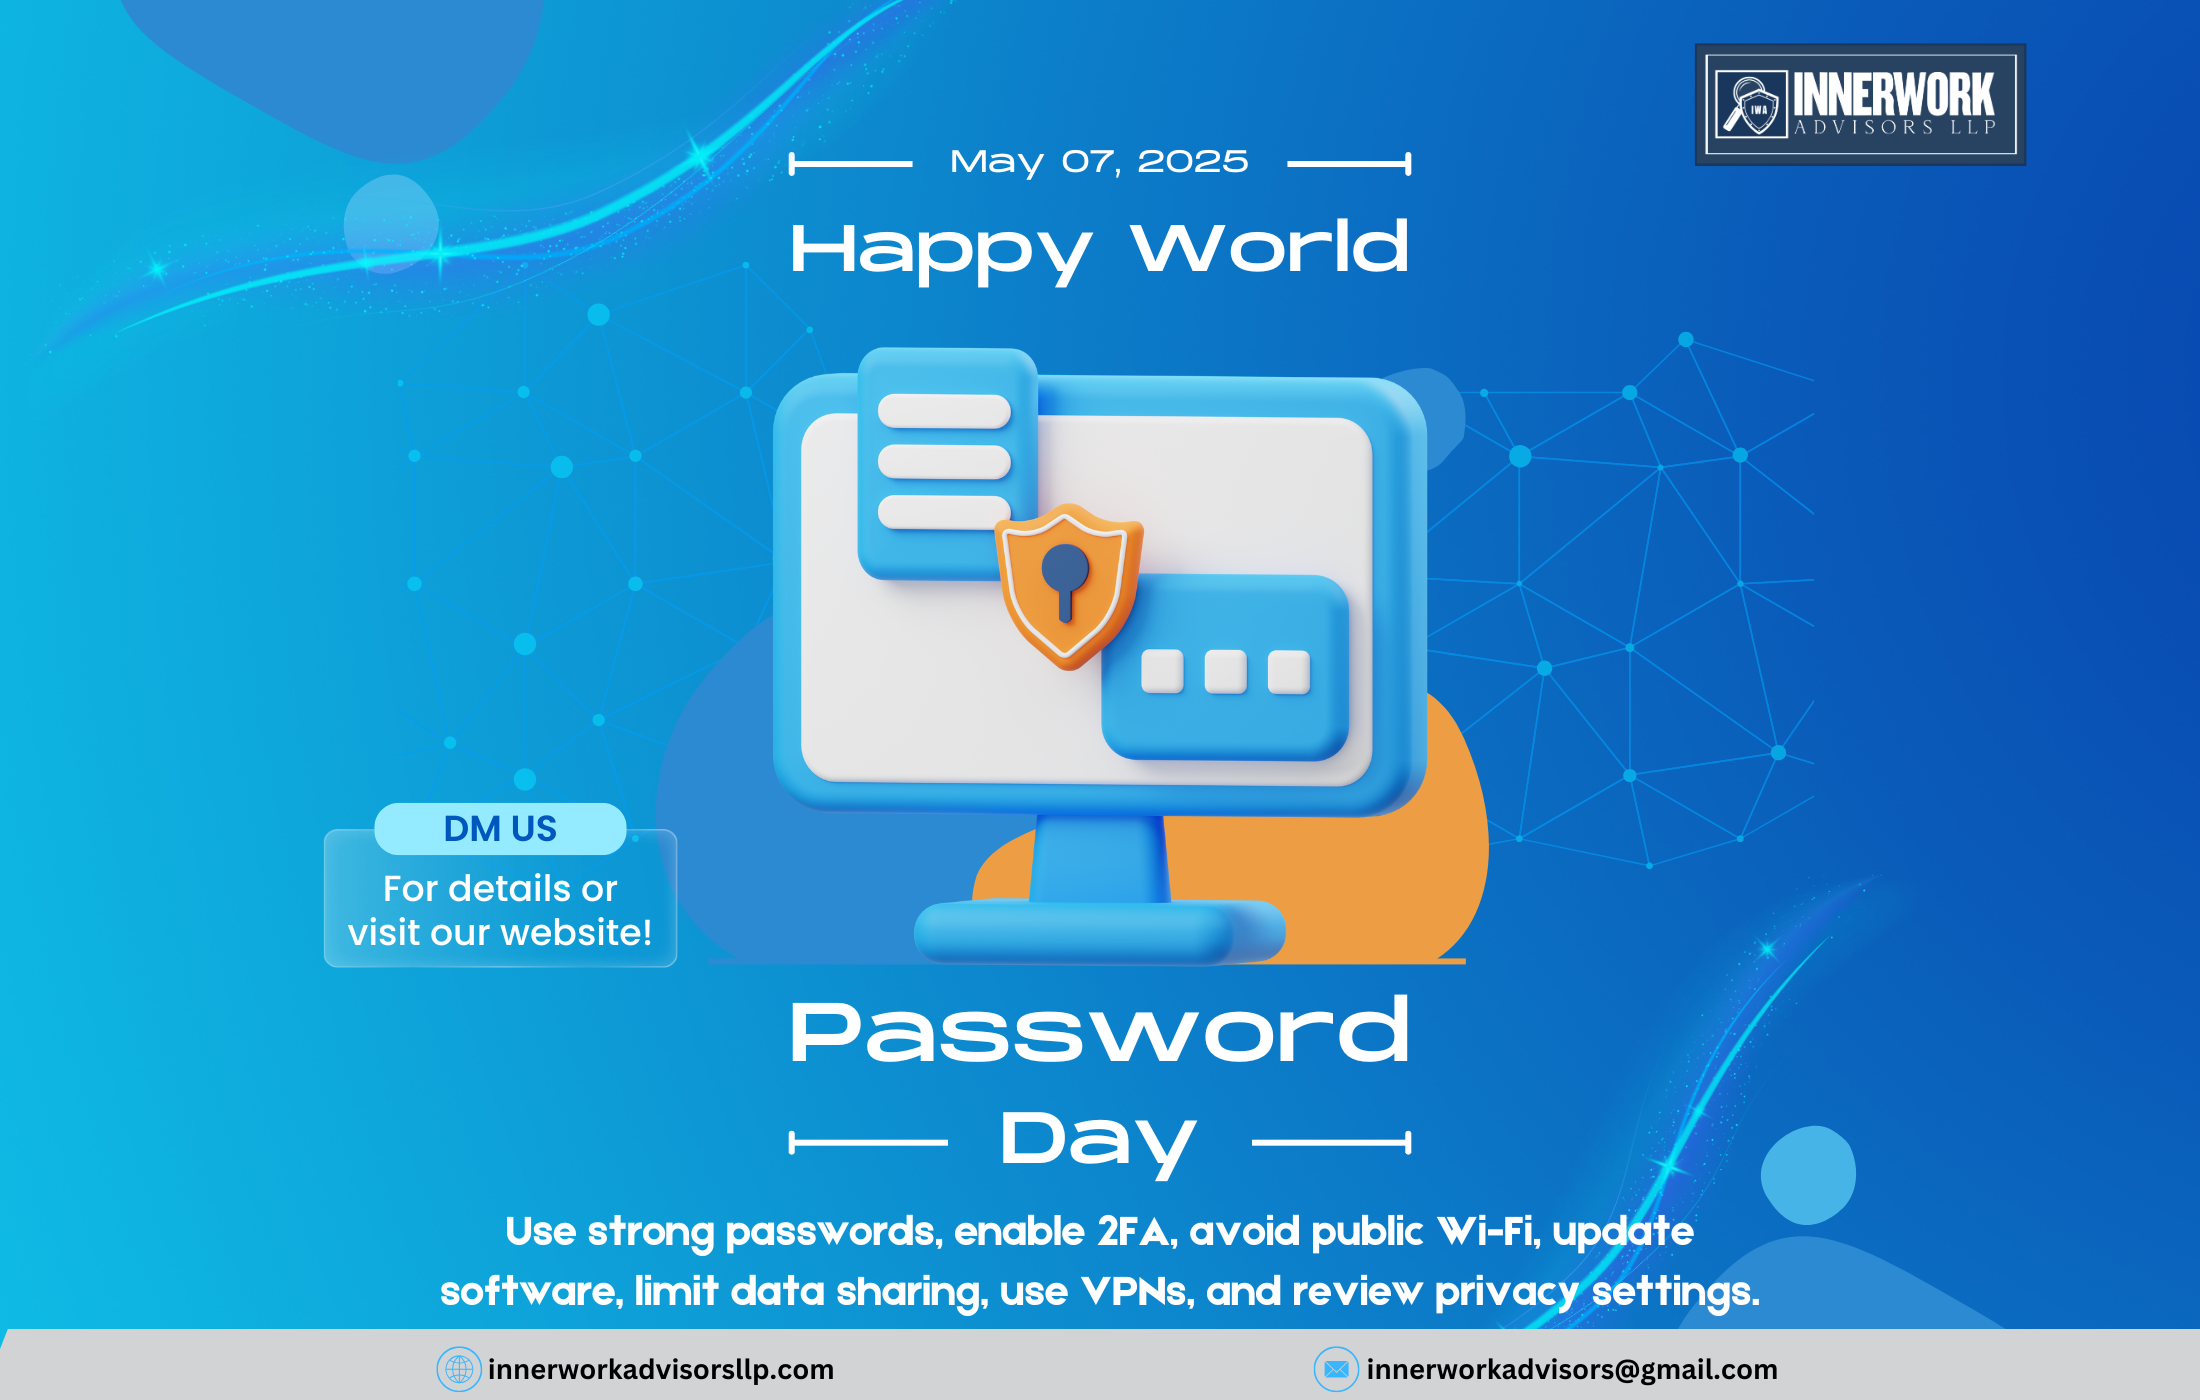 INNERWORK
ADVISORS LLP
IWA
May 07, 2025
Happy World
DM US
For details or
visit our website!
Password
Day
Use strong passwords, enable 2FA, avoid public Wi-Fi, update
software, limit data sharing, use VPNs, and review privacy settings.
innerworkadvisorsllp.com
innerworkadvisors@gmail.com